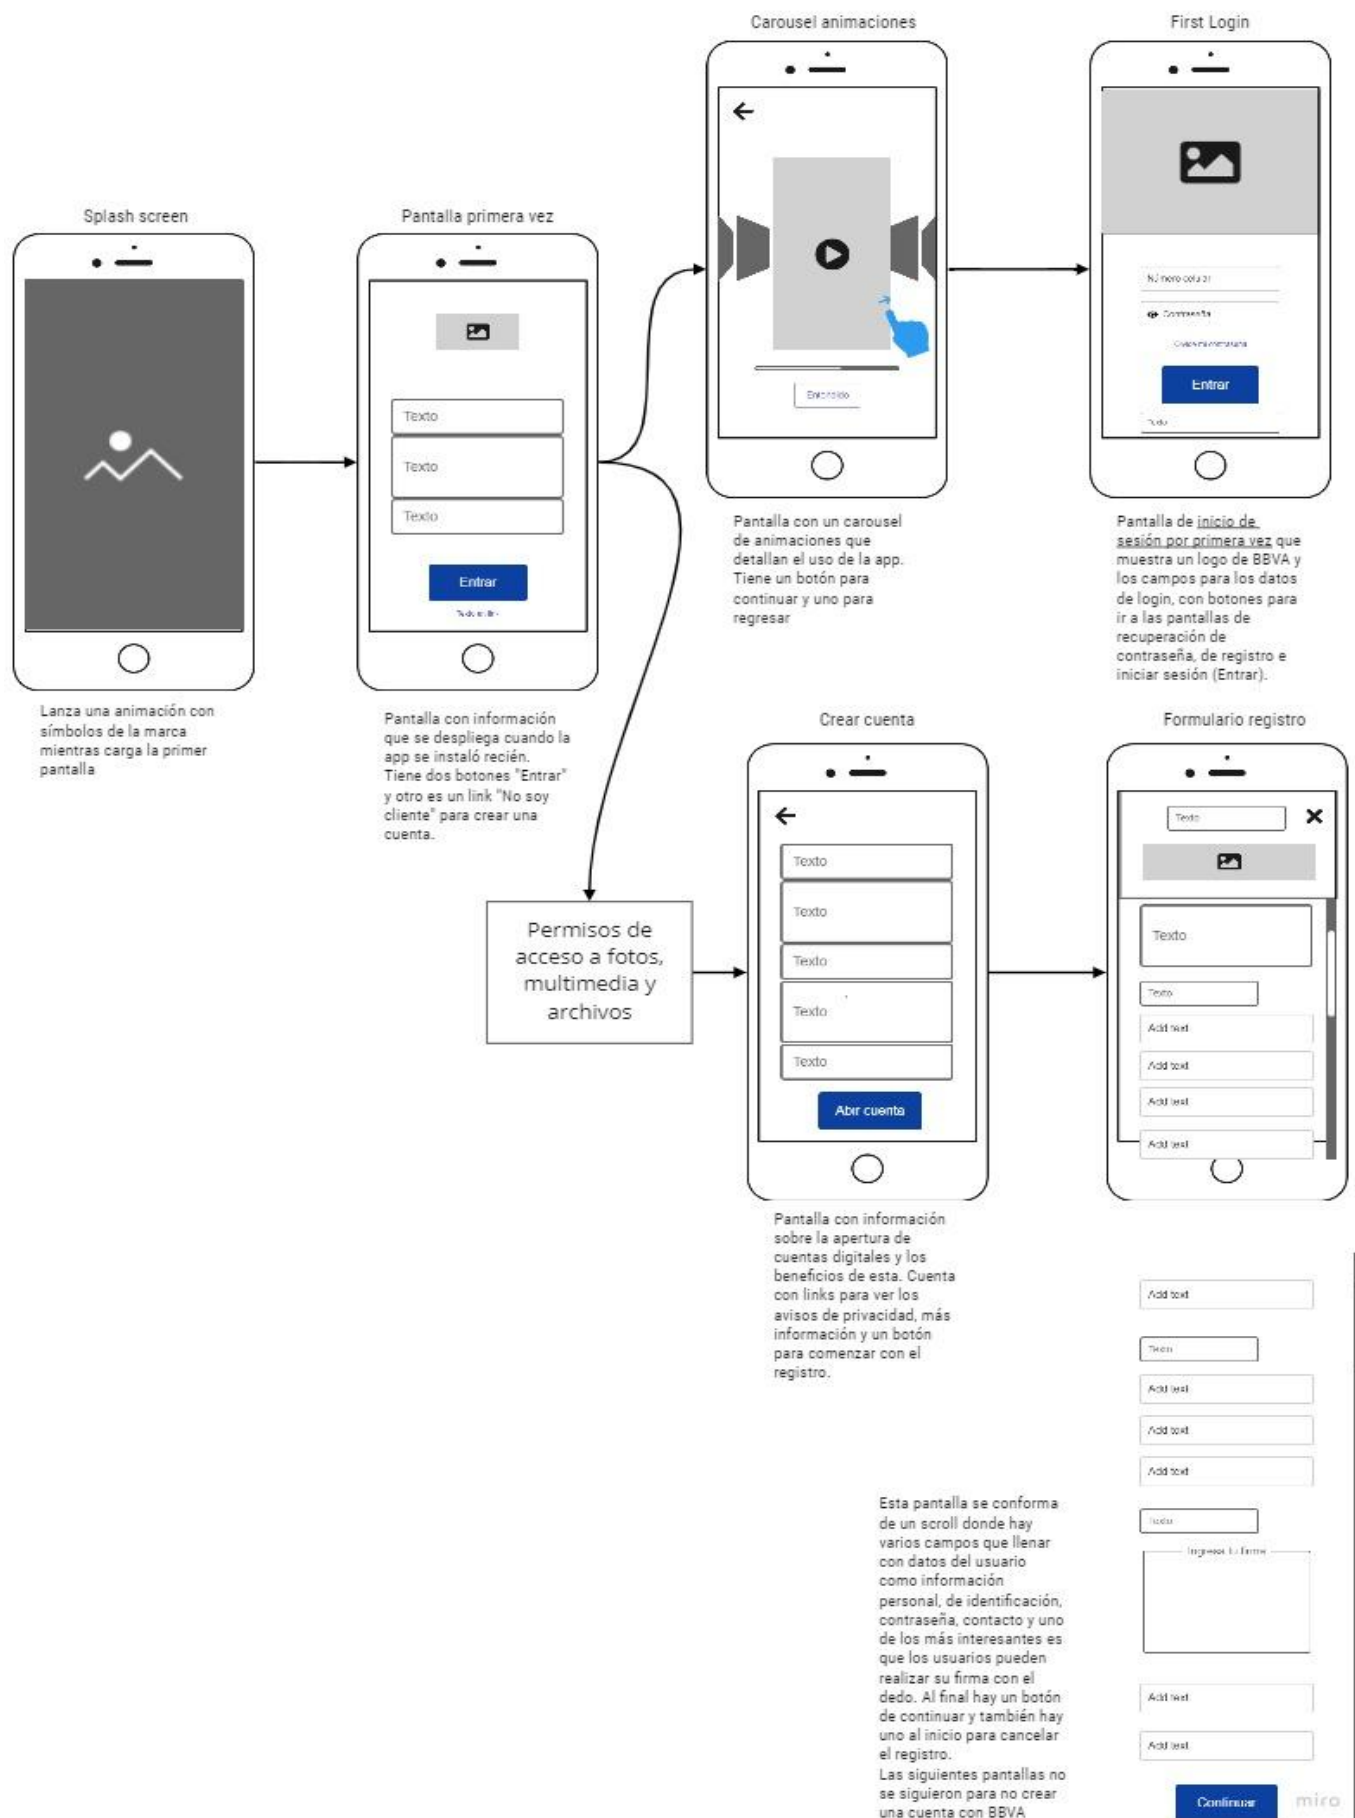 Carousel animaciones
First Login
Splash screen
Pantalla primera vez
Número celular
Contraseña
Entrar
Texto
Entendido
Texto
Texto
Texto
Entrar
Pantalla con un carousel
de animaciones que
detallan el uso de la app.
Tiene un botón para
continuar y uno para
regresar
Pantalla de inicio de
sesión por primera vez que
muestra un logo de BBVA y
los campos para los datos
de login, con botones para
ir a las pantallas de
recuperación de
contraseña, de registro e
iniciar sesión (Entrar).
Lanza una animación con
símbolos de la marca
mientras carga la primer
pantalla
Pantalla con información
que se despliega cuando la
app se instaló recién.
Tiene dos botones "Entrar"
y otro es un link "No soy
cliente" para crear una
cuenta.
Crear cuenta
Formulario registro
Permisos de
acceso a fotos,
multimedia y
archivos
Texto
Texto
Texto
Texto
Texto
Abir cuenta
Texto
Texto
Texto
Add text
Add text
Add text
Add text
Pantalla con información
sobre la apertura de
cuentas digitales y los
beneficios de esta. Cuenta
con links para ver los
avisos de privacidad, más
información y un botón
para comenzar con el
registro.
Add text
Texto
Add text
Add text
Add text
Texto
Ingresa tu firma
Add text
Add text
Continuar
Esta pantalla se conforma
de un scroll donde hay
varios campos que llenar
con datos del usuario
como información
personal, de identificación,
contraseña, contacto y uno
de los más interesantes es
que los usuarios pueden
realizar su firma con el
dedo. Al final hay un botón
de continuar y también hay
uno al inicio para cancelar
el registro.
Las siguientes pantallas no
se siguieron para no crear
una cuenta con BBVA
miro